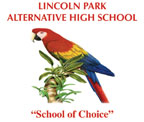 LINCOLN PARK
ALTERNATIVE HIGH SCHOOL
“School of Choice”